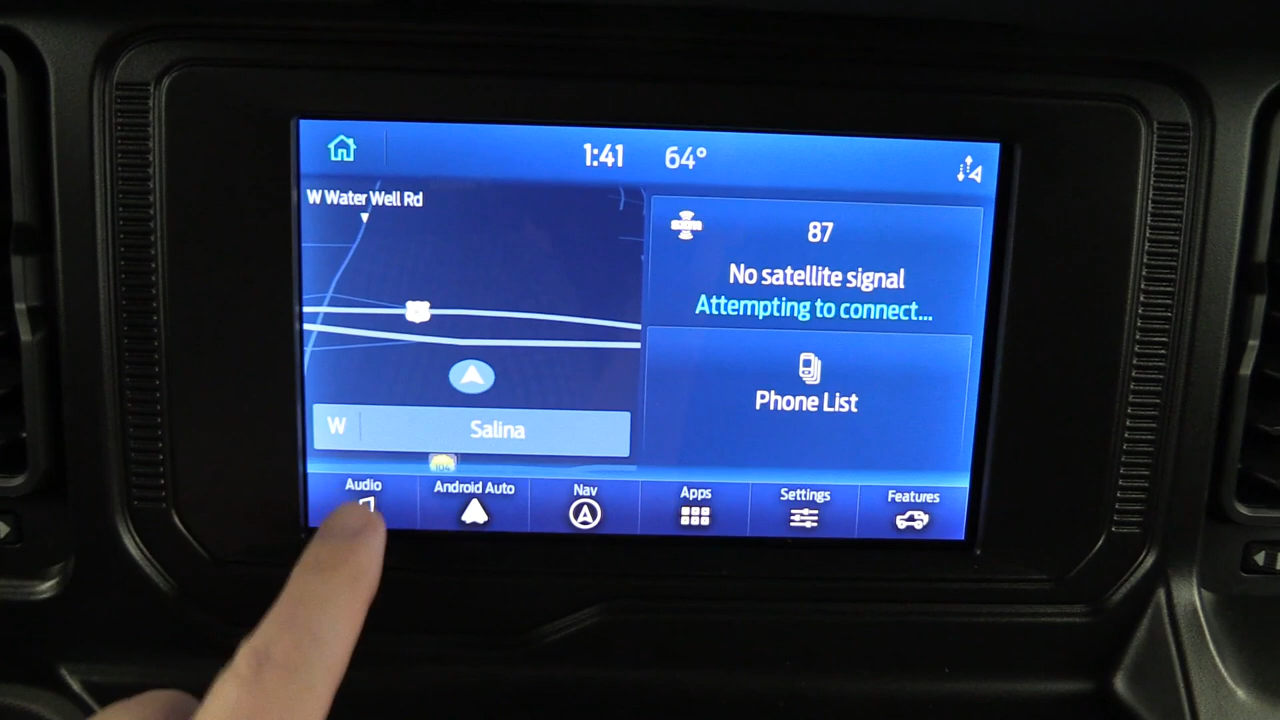 1:41 64°
W Water Well Rd
W Salina
104
87
No satellite signal
Attempting to connect...
Phone List
Audio
Android Auto
Nav
Apps
Settings
Features